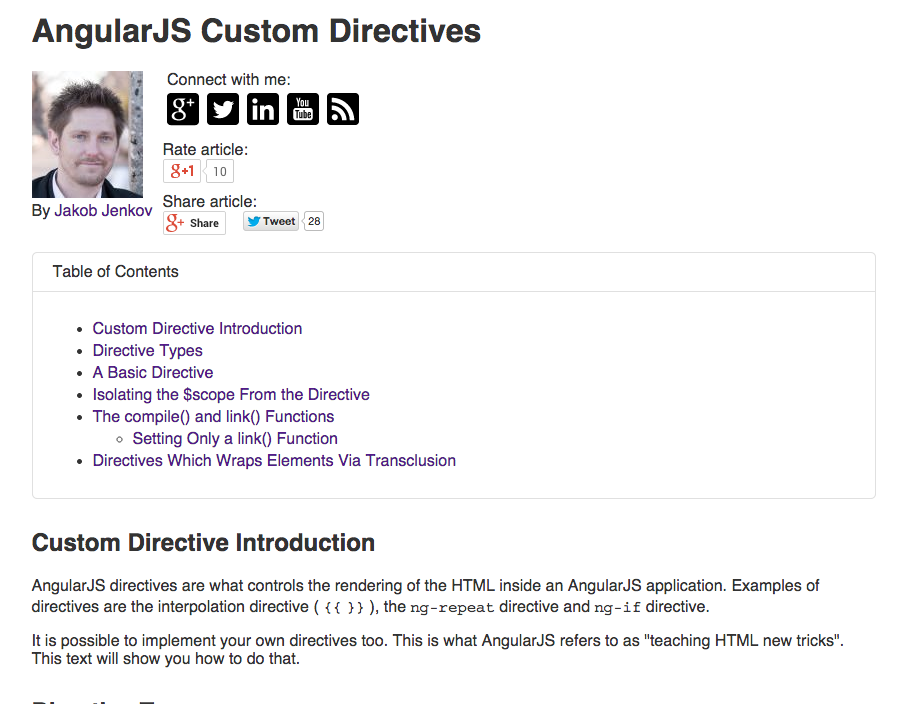 AngularJS Custom Directives
Connect with me:
g+ You Tube
Rate article:
g+1 10
Share article:
By Jakob Jenkov
g+ Share Tweet 28
Table of Contents
Custom Directive Introduction
Directive Types
A Basic Directive
Isolating the $scope From the Directive
The compile() and link() Functions
Setting Only a link() Function
Directives Which Wraps Elements Via Transclusion
Custom Directive Introduction
AngularJS directives are what controls the rendering of the HTML inside an AngularJS application. Examples of
directives are the interpolation directive ( {{ }} ), the ng-repeat directive and ng-if directive.
It is possible to implement your own directives too. This is what AngularJS refers to as "teaching HTML new tricks".
This text will show you how to do that.